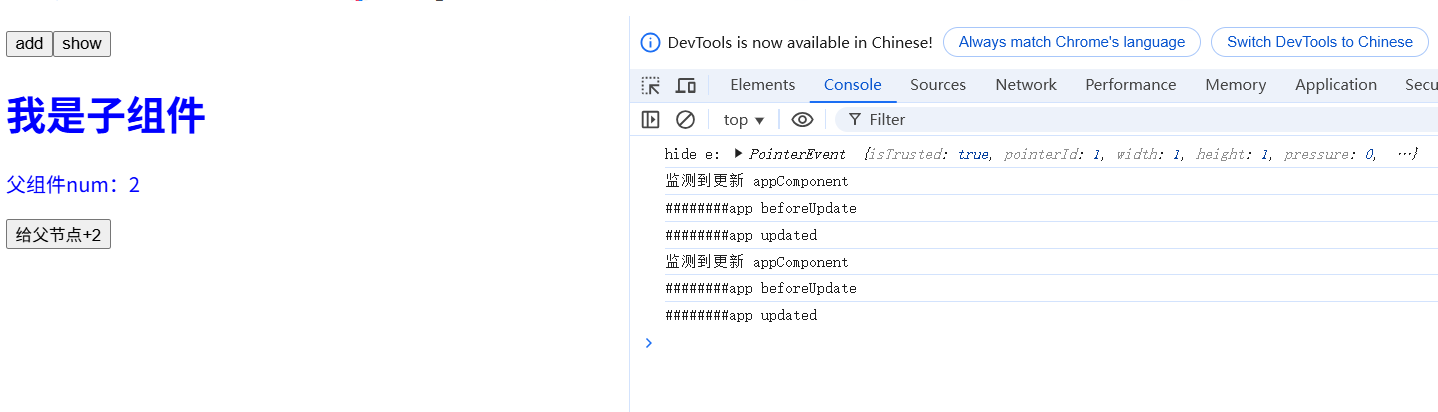 add show
我是子组件
父组件num：2
给父节点+2
DevTools is now available in Chinese! Always match Chrome's language Switch DevTools to Chinese
Elements Console Sources Network Performance Memory Application Secu
top ▼ Filter
hide e: ▶ PointerEvent {isTrusted: true, pointerId: 1, width: 1, height: 1, pressure: 0, …}
监测到更新 appComponent
########app beforeUpdate
########app updated
监测到更新 appComponent
########app beforeUpdate
########app updated